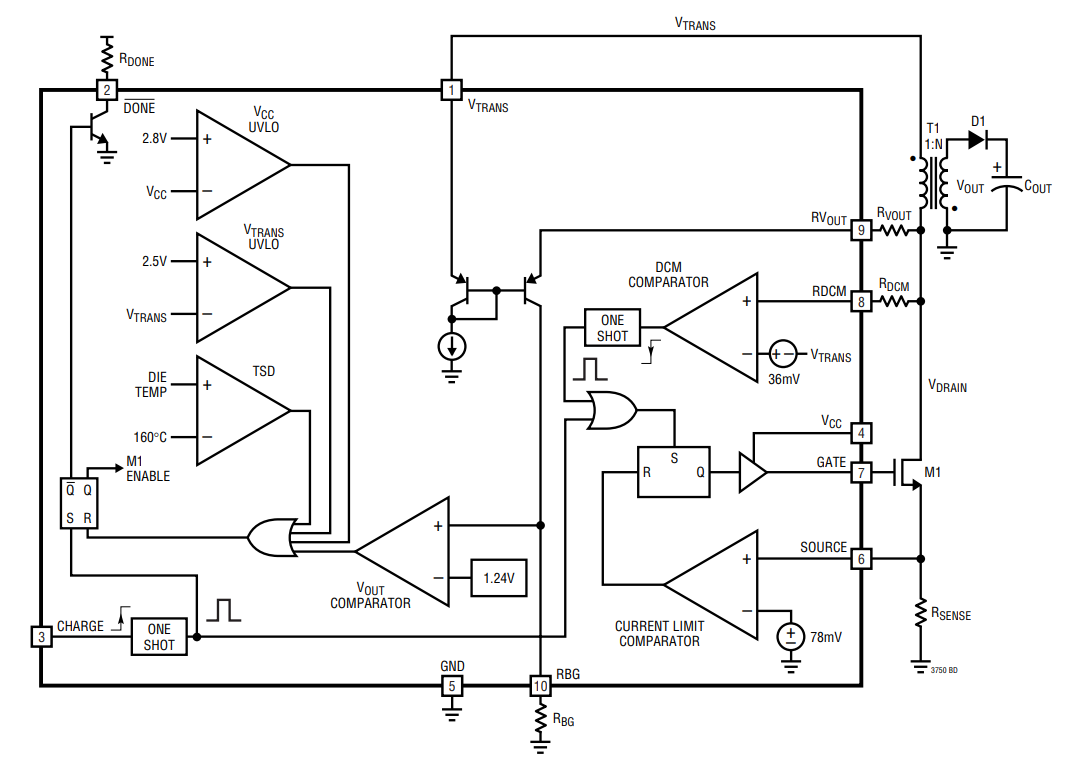 VTRANS
RDONE
2
DONE
1
VTRANS
VCC
UVLO
2.8V
+
VCC
–
VTRANS
UVLO
2.5V
+
VTRANS
–
TSD
DIE
TEMP
+
160°C
–
M1
ENABLE
Q Q
S R
VOUT
COMPARATOR
+
–
1.24V
3
CHARGE
ONE
SHOT
GND
5
RBG
10
RBG
DCM
COMPARATOR
+
–
+ –
36mV
VTRANS
ONE
SHOT
S
R
Q
CURRENT LIMIT
COMPARATOR
+
–
+
–
78mV
RVOUT
9
RVOUT
RDCM
8
RDCM
VDRAIN
VCC
4
GATE
7
M1
SOURCE
6
RSENSE
3750 BD
T1
1:N
D1
VOUT
+
COUT